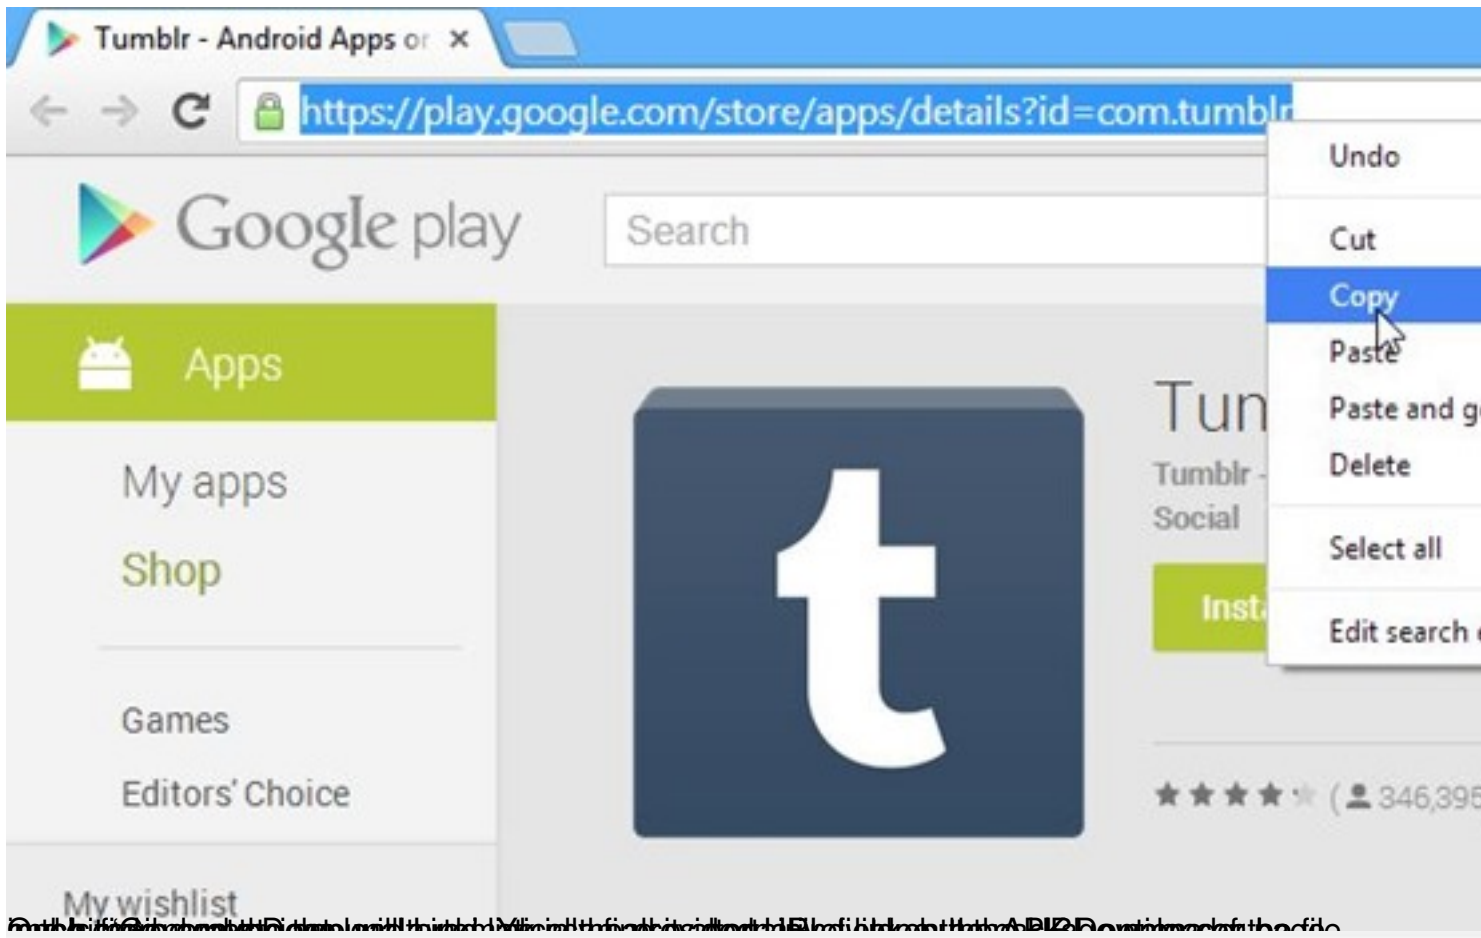 Tumblr - Android Apps or
https://play.google.com/store/apps/details?id=com.tumblr
Undo
Google play
Search
Cut
Copy
Apps
Paste
Tun
Paste and g
My apps
Tumblr -
Delete
Social
Shop
Select all
Insta
Edit search
Games
Editors' Choice
(346,395
My wishlist